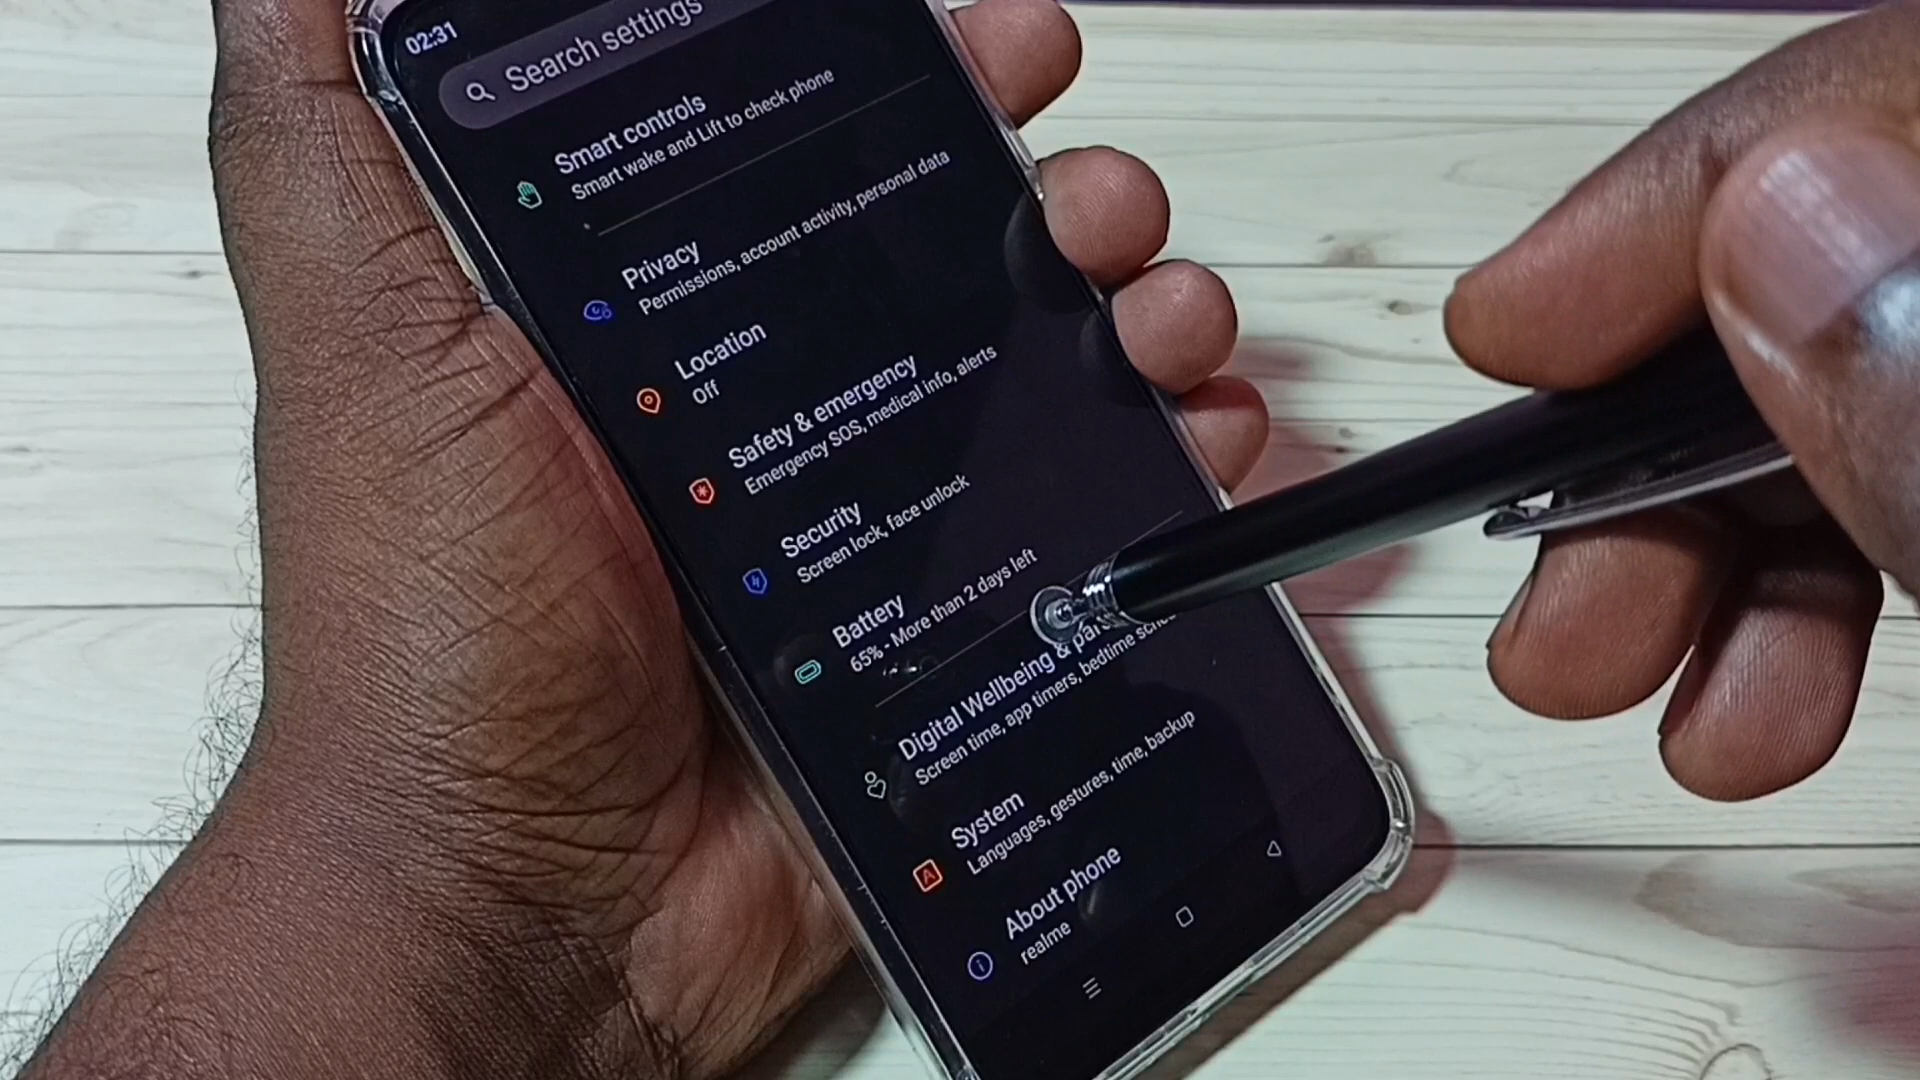 02:31
Search settings
Smart controls
Smart wake and Lift to check phone
Privacy
Permissions, account activity, personal data
Location
Off
Safety & emergency
Emergency SOS, medical info, alerts
Security
Screen lock, face unlock
Battery
65% - More than 2 days left
Digital Wellbeing &
Screen time, app timers, bedtime
System
Languages, gestures, time, backup
About phone
realme